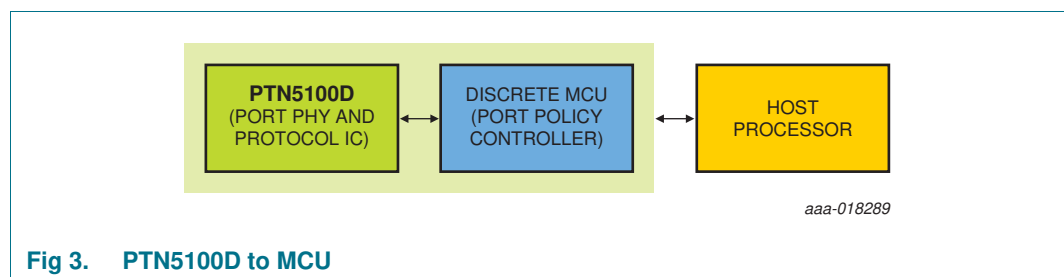 PTN5100D
(PORT PHY AND
PROTOCOL IC)
DISCRETE MCU
(PORT POLICY
CONTROLLER)
HOST
PROCESSOR
aaa-018289
Fig 3. PTN5100D to MCU